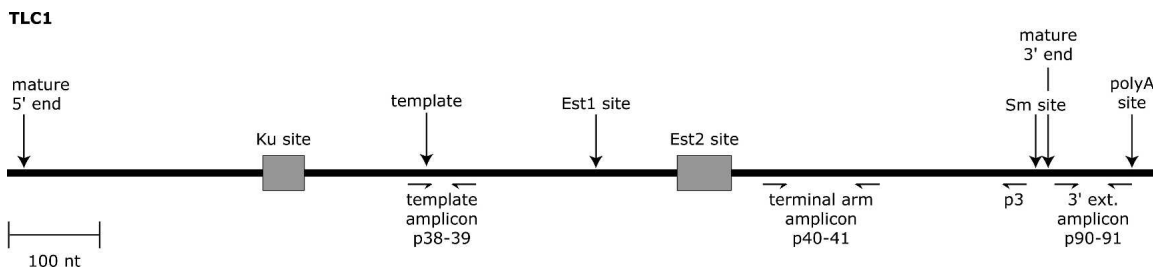 TLC1
mature
5' end
Ku site
template
Est1 site
Est2 site
mature
3' end
Sm site
polyA
site
template
amplicon
p38-39
terminal arm
amplicon
p40-41
p3
3' ext.
amplicon
p90-91
100 nt